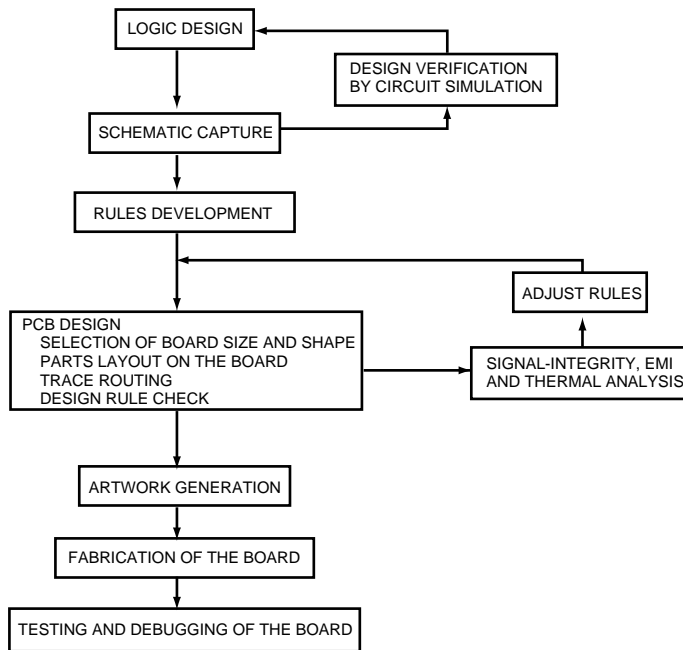 LOGIC DESIGN
DESIGN VERIFICATION
BY CIRCUIT SIMULATION
SCHEMATIC CAPTURE
RULES DEVELOPMENT
ADJUST RULES
PCB DESIGN
SELECTION OF BOARD SIZE AND SHAPE
PARTS LAYOUT ON THE BOARD
TRACE ROUTING
DESIGN RULE CHECK
SIGNAL-INTEGRITY, EMI
AND THERMAL ANALYSIS
ARTWORK GENERATION
FABRICATION OF THE BOARD
TESTING AND DEBUGGING OF THE BOARD